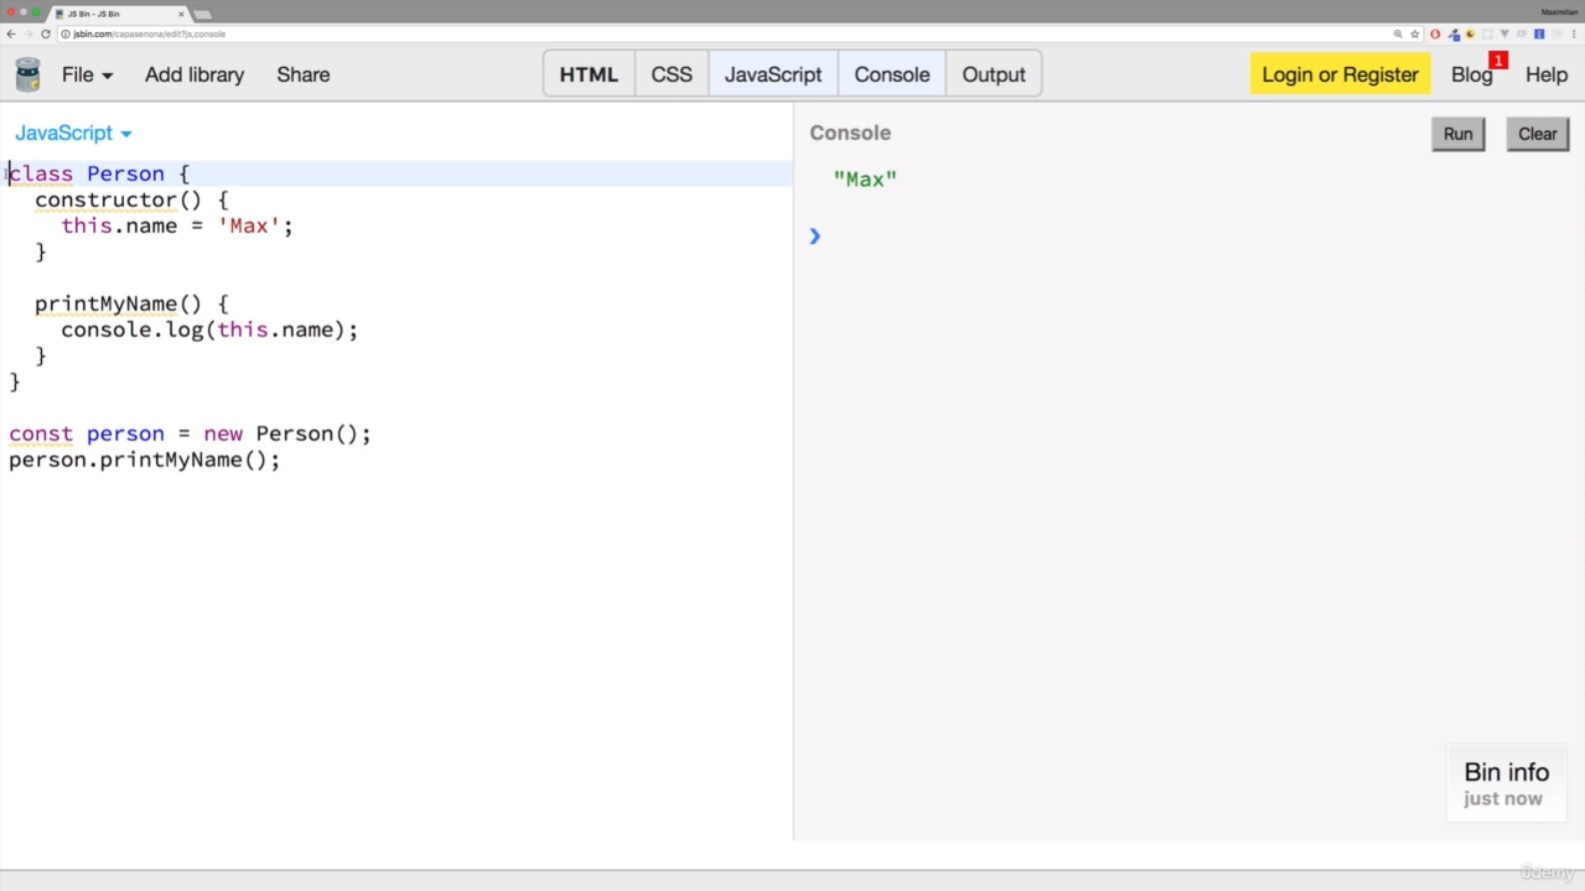 JS Bin - JS Bin
Maximilian
jsbin.com/capasenona/edit?js,console
File
Add library
Share
HTML
CSS
JavaScript
Console
Output
Login or Register
Blog
1
Help
JavaScript
class Person {
constructor() {
this.name = 'Max';
}
printMyName() {
console.log(this.name);
}
}
const person = new Person();
person.printMyName();
Console
Run
Clear
"Max"
Bin info
just now
ûdemy